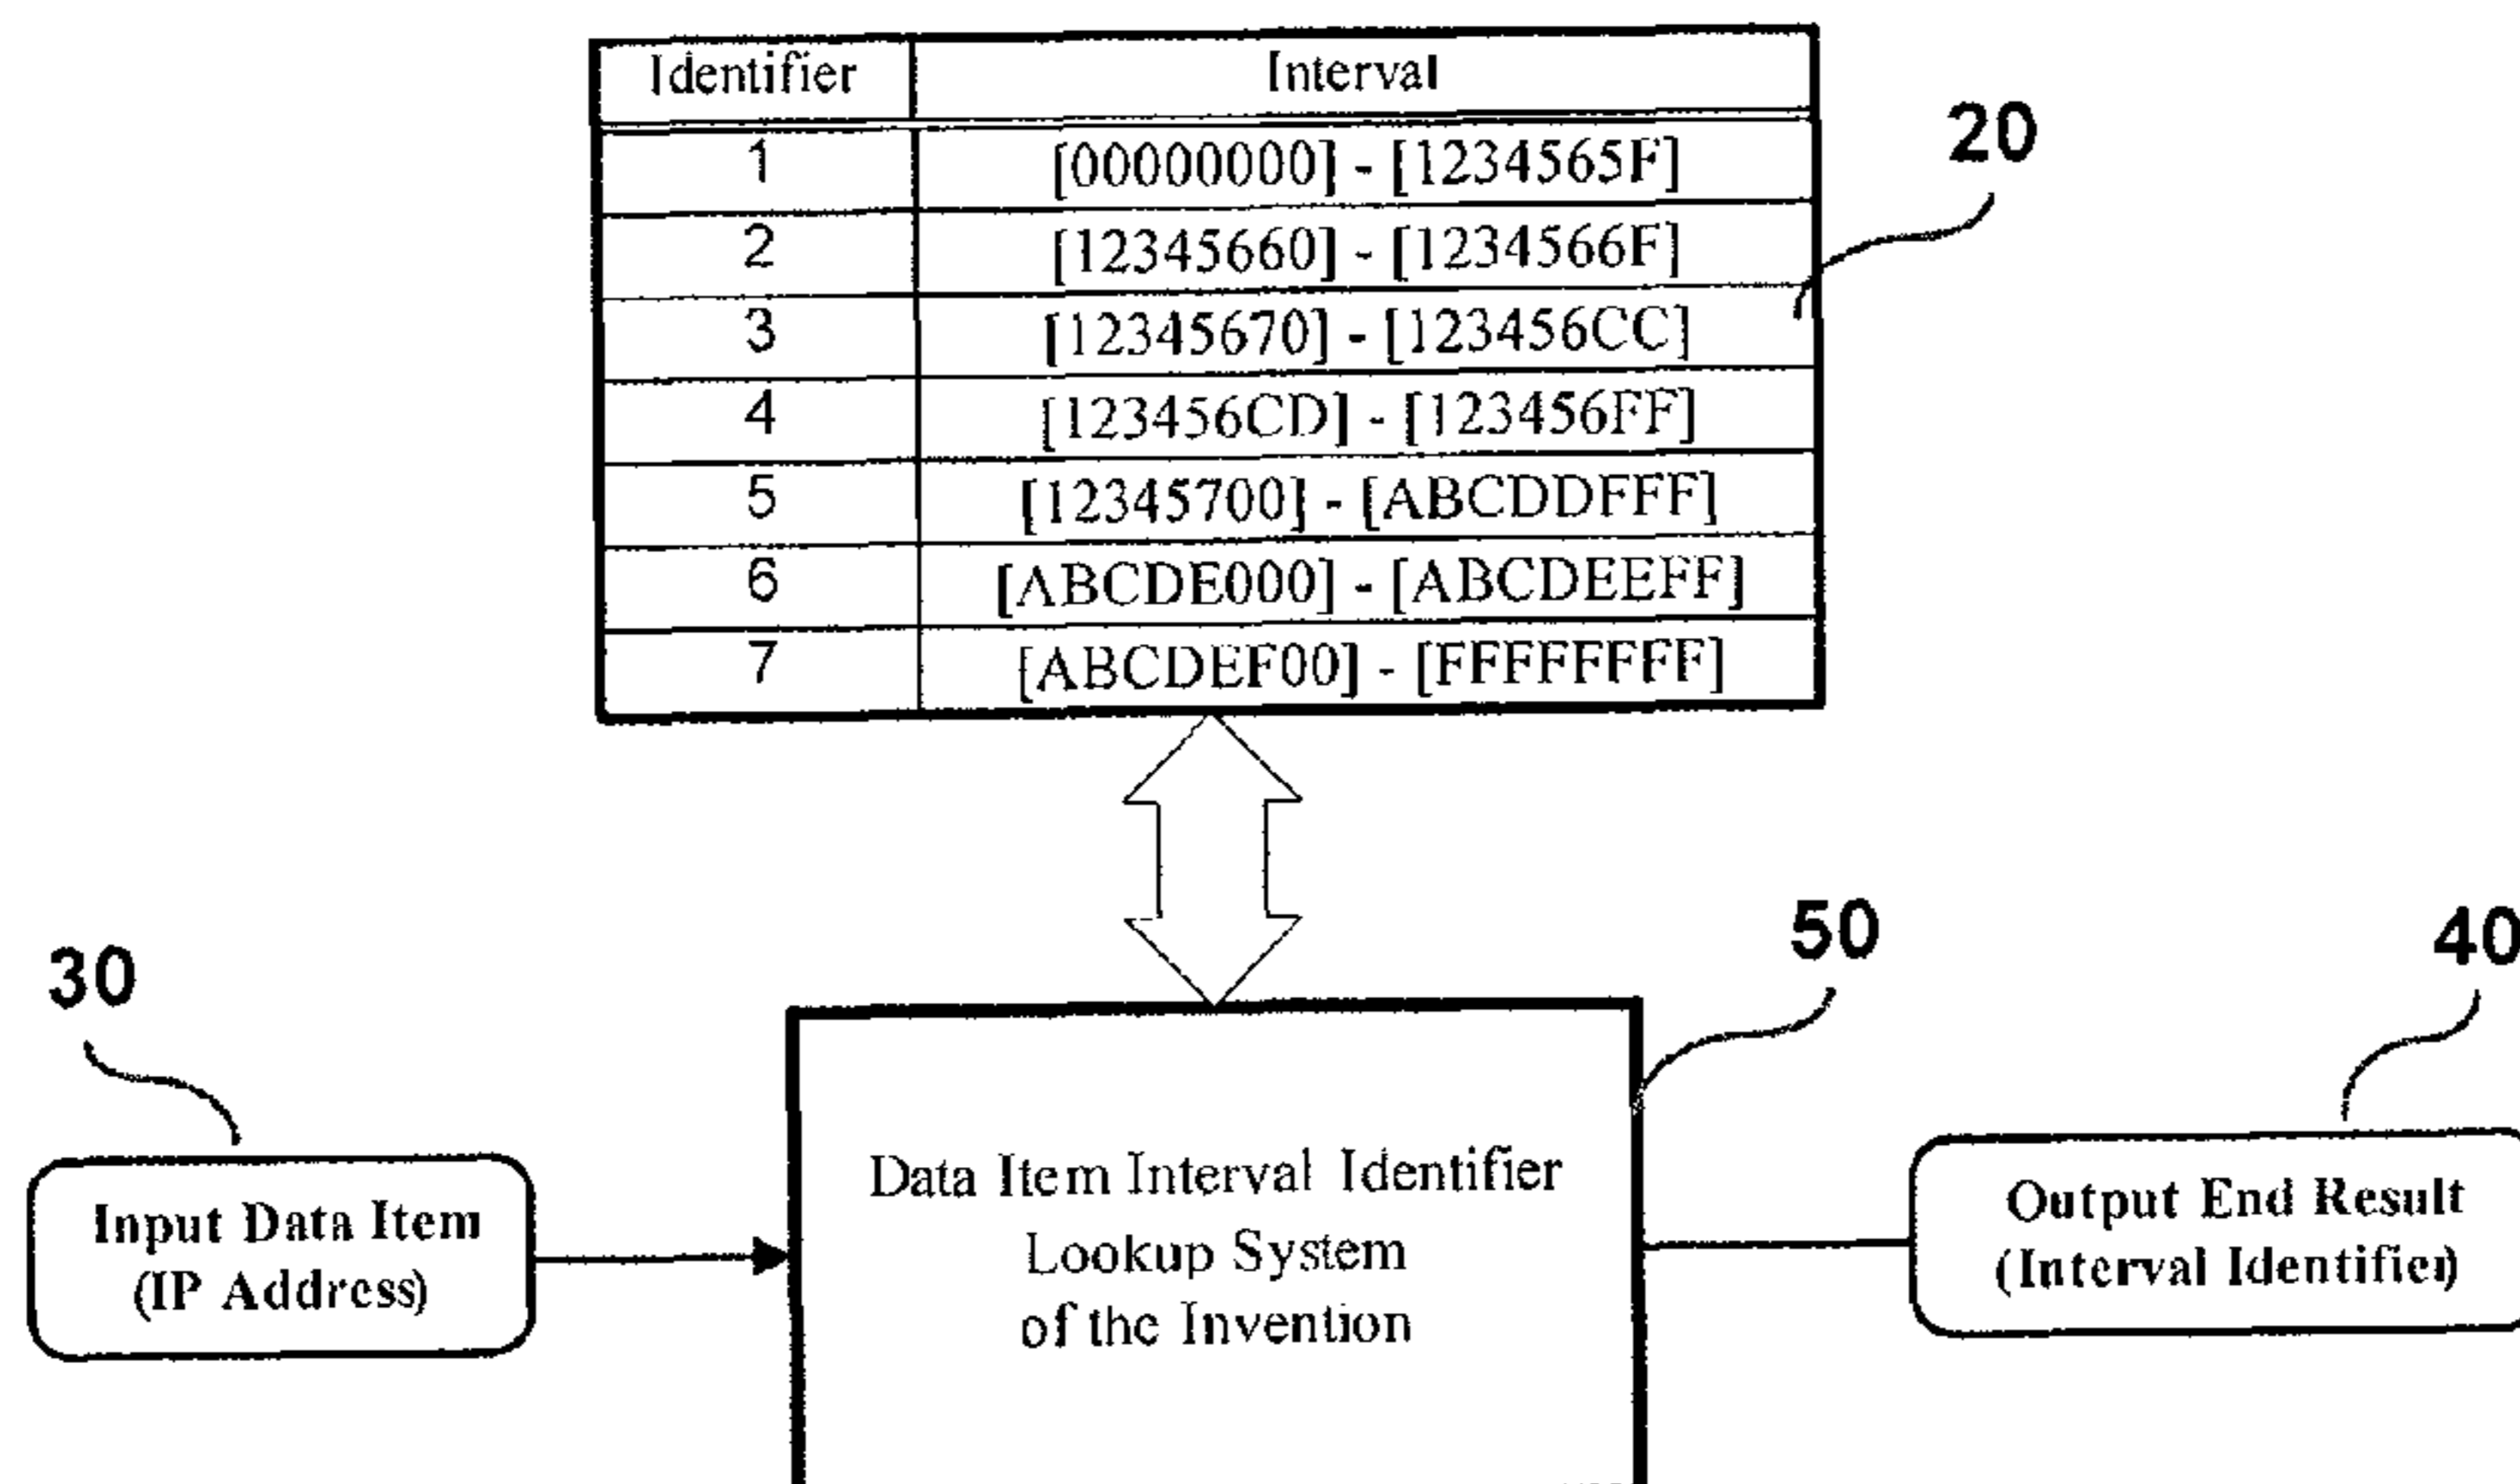 Identifier Interval
1 [00000000] - [1234565F]
20
2 [12345660] - [1234566F]
3 [12345670] - [123456CC]
4 [123456CD] - [123456FF]
5 [12345700] - [ABCDDFFF]
6 [ABCDE000] - [ABCDEEFF]
7 [ABCDEF00] - [FFFFFFFF]
30
50
40
Input Data Item
(IP Address)
Data Item Interval Identifier
Lookup System
of the Invention
Output End Result
(Interval Identifier)